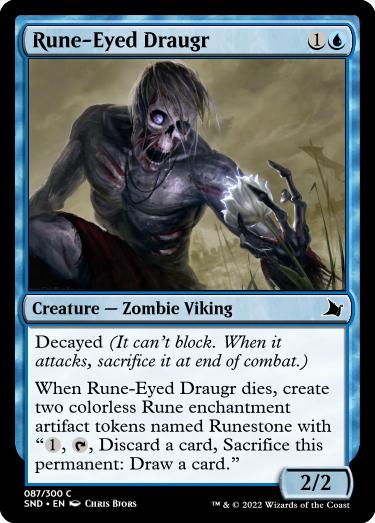 Rune-Eyed Draugr 1
Creature — Zombie Viking
Decayed (It can't block. When it
attacks, sacrifice it at end of combat.)
When Rune-Eyed Draugr dies, create
two colorless Rune enchantment
artifact tokens named Runestone with
“1, , Discard a card, Sacrifice this
permanent: Draw a card.”
2/2
087/300 C
SND • EN Chris Bjors
™ & © 2022 Wizards of the Coast